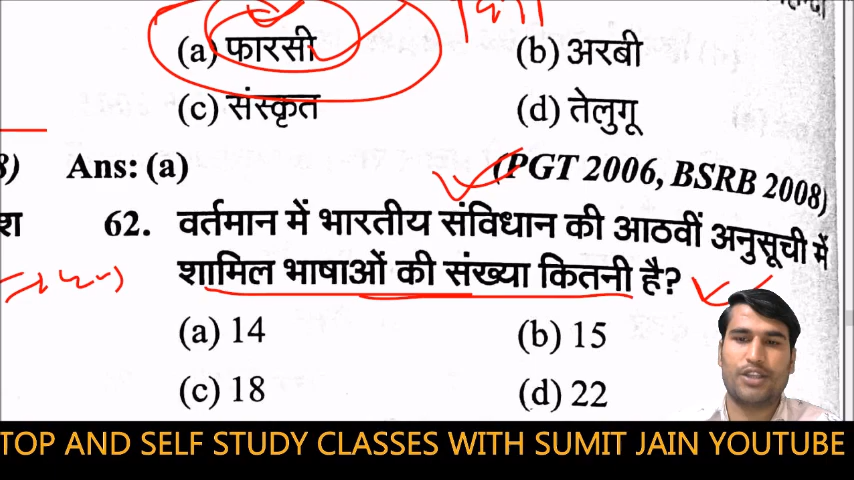 (a) फारसी (b) अरबी
(c) संस्कृत (d) तेलुगू
Ans: (a) (PGT 2006, BSRB 2008)
62. वर्तमान में भारतीय संविधान की आठवीं अनुसूची में
शामिल भाषाओं की संख्या कितनी है?
(a) 14 (b) 15
(c) 18 (d) 22
TOP AND SELF STUDY CLASSES WITH SUMIT JAIN YOUTUBE